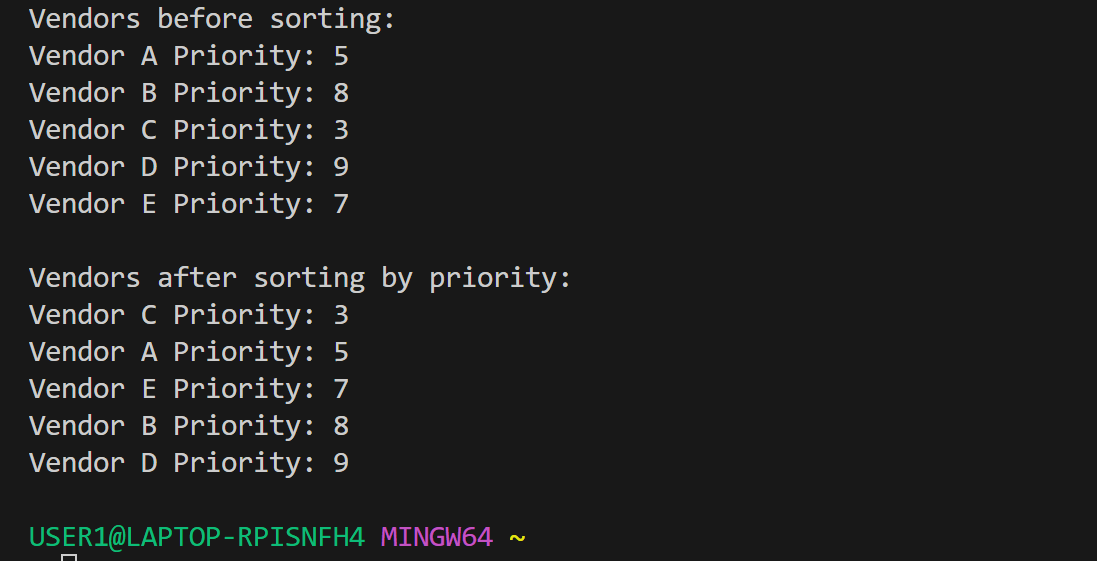 Vendors before sorting:
Vendor A Priority: 5
Vendor B Priority: 8
Vendor C Priority: 3
Vendor D Priority: 9
Vendor E Priority: 7
Vendors after sorting by priority:
Vendor C Priority: 3
Vendor A Priority: 5
Vendor E Priority: 7
Vendor B Priority: 8
Vendor D Priority: 9
USER1@LAPTOP-RPISNFH4 MINGW64 ~